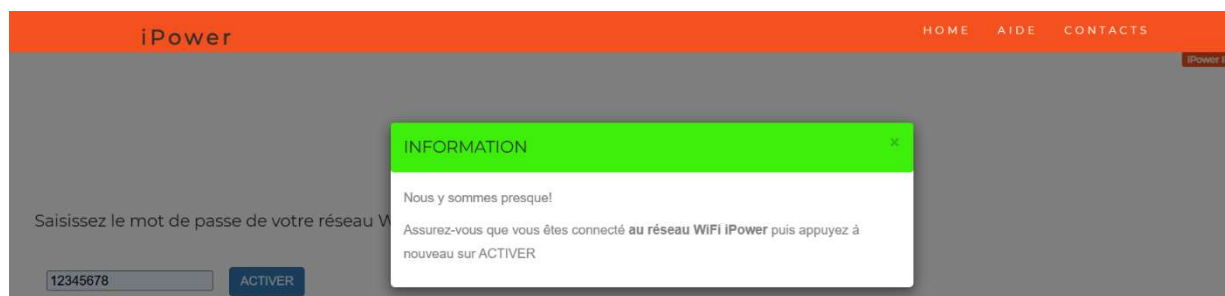 iPower
HOME AIDE CONTACTS
iPower
INFORMATION
×
Nous y sommes presque!
Saisissez le mot de passe de votre réseau
Assurez-vous que vous êtes connecté au réseau WiFi iPower puis appuyez à
nouveau sur ACTIVER
12345678
ACTIVER